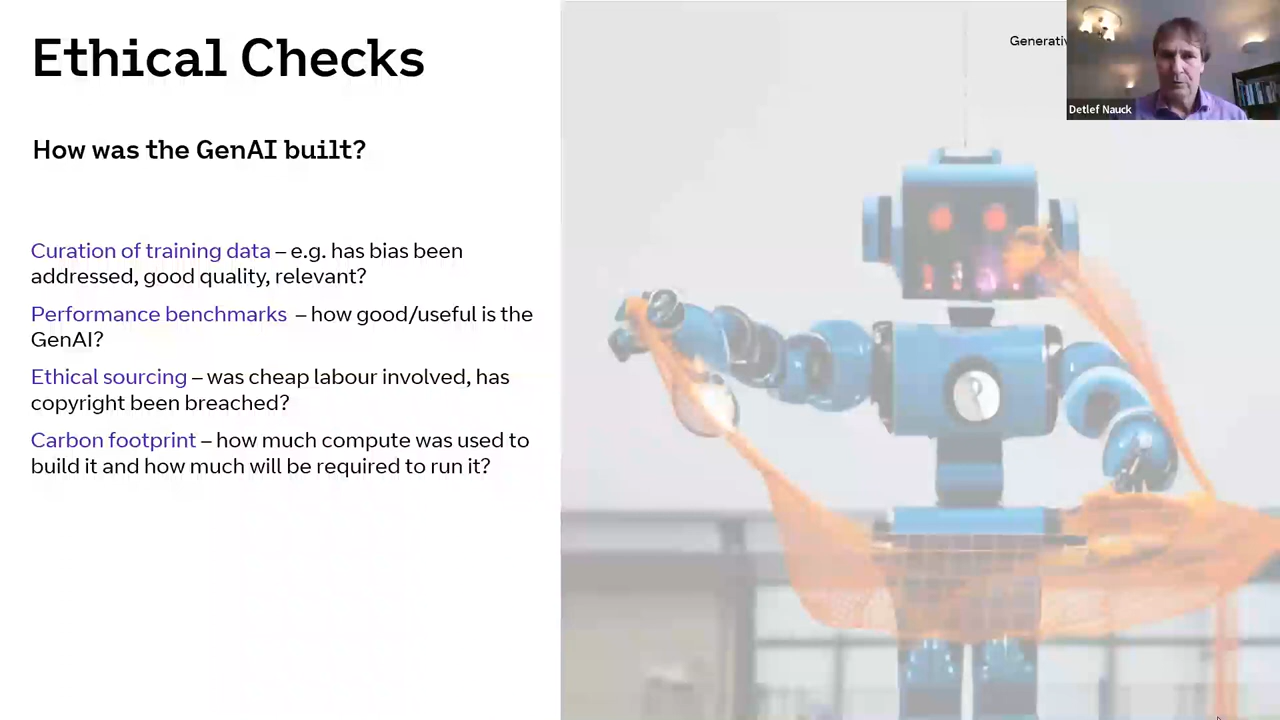 Ethical Checks
Generativ
Detlef Nauck
How was the GenAI built?
Curation of training data – e.g. has bias been
addressed, good quality, relevant?
Performance benchmarks – how good/useful is the
GenAI?
Ethical sourcing – was cheap labour involved, has
copyright been breached?
Carbon footprint – how much compute was used to
build it and how much will be required to run it?